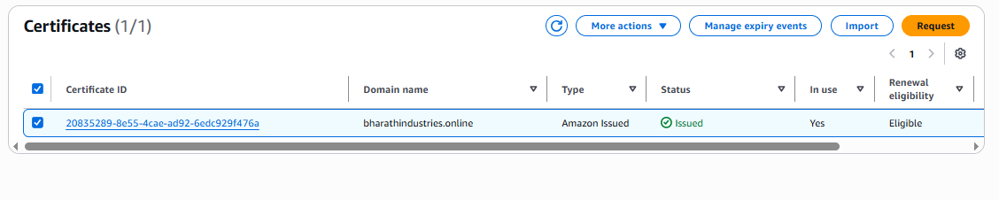 Certificates (1/1)
More actions
Manage expiry events
Import
Request
1
Certificate ID
Domain name
Type
Status
In use
Renewal
eligibility
20835289-8e55-4cae-ad92-6edc929f476a
bharathindustries.online
Amazon Issued
Issued
Yes
Eligible